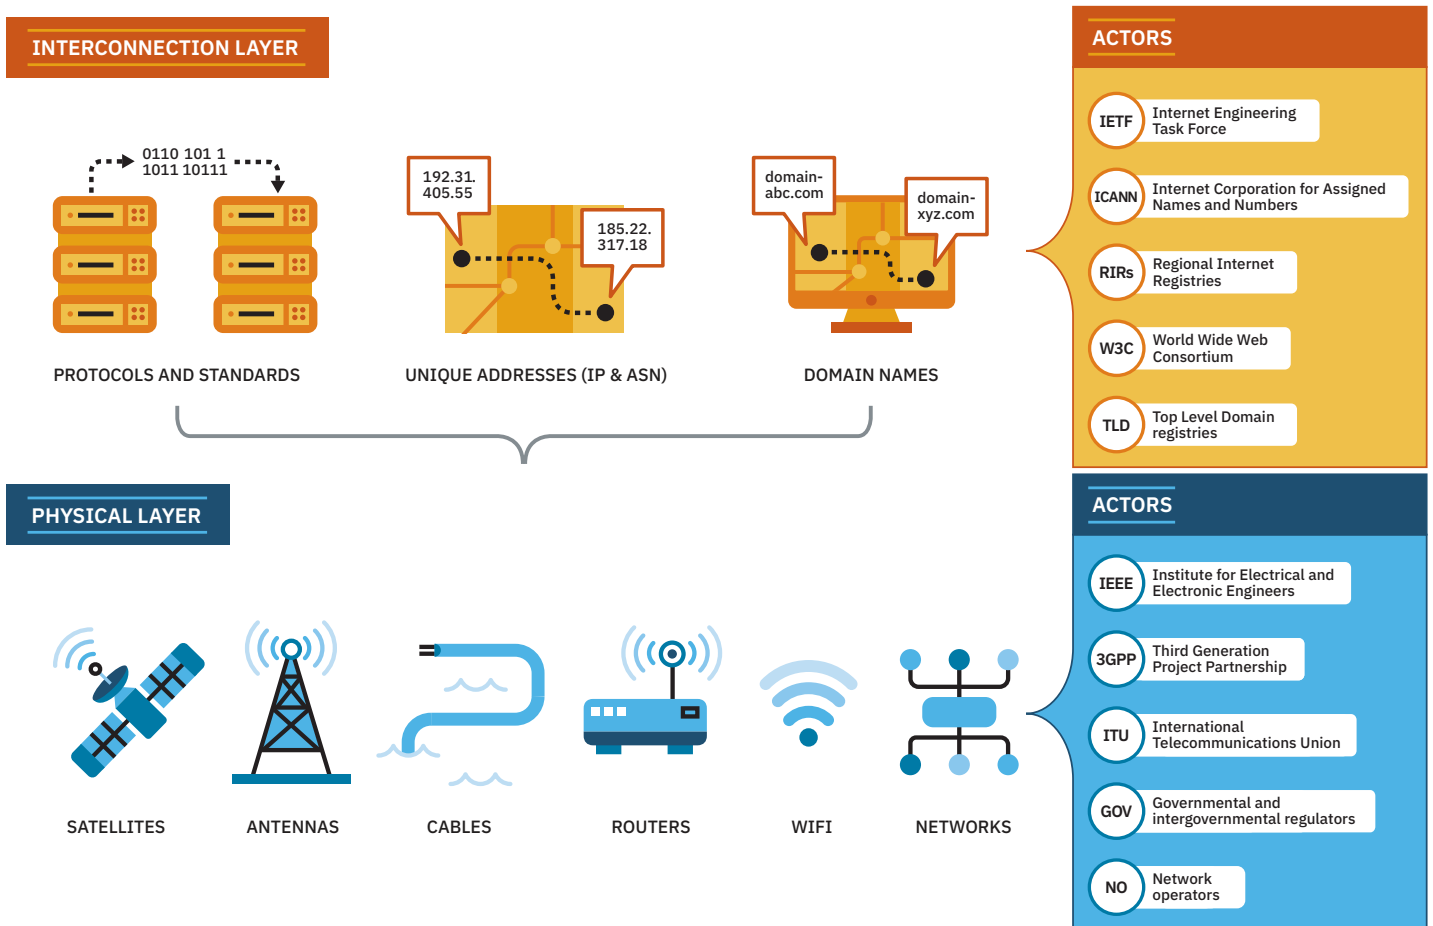 INTERCONNECTION LAYER
0110 101 1
1011 10111
192.31.
405.55
185.22.
317.18
domain-
abc.com
domain-
xyz.com
PROTOCOLS AND STANDARDS
UNIQUE ADDRESSES (IP & ASN)
DOMAIN NAMES
ACTORS
IETF
Internet Engineering
Task Force
ICANN
Internet Corporation for Assigned
Names and Numbers
RIRs
Regional Internet
Registries
W3C
World Wide Web
Consortium
TLD
Top Level Domain
registries
PHYSICAL LAYER
SATELLITES
ANTENNAS
CABLES
ROUTERS
WIFI
NETWORKS
ACTORS
IEEE
Institute for Electrical and
Electronic Engineers
3GPP
Third Generation
Project Partnership
ITU
International
Telecommunications Union
GOV
Governmental and
intergovernmental regulators
NO
Network
operators